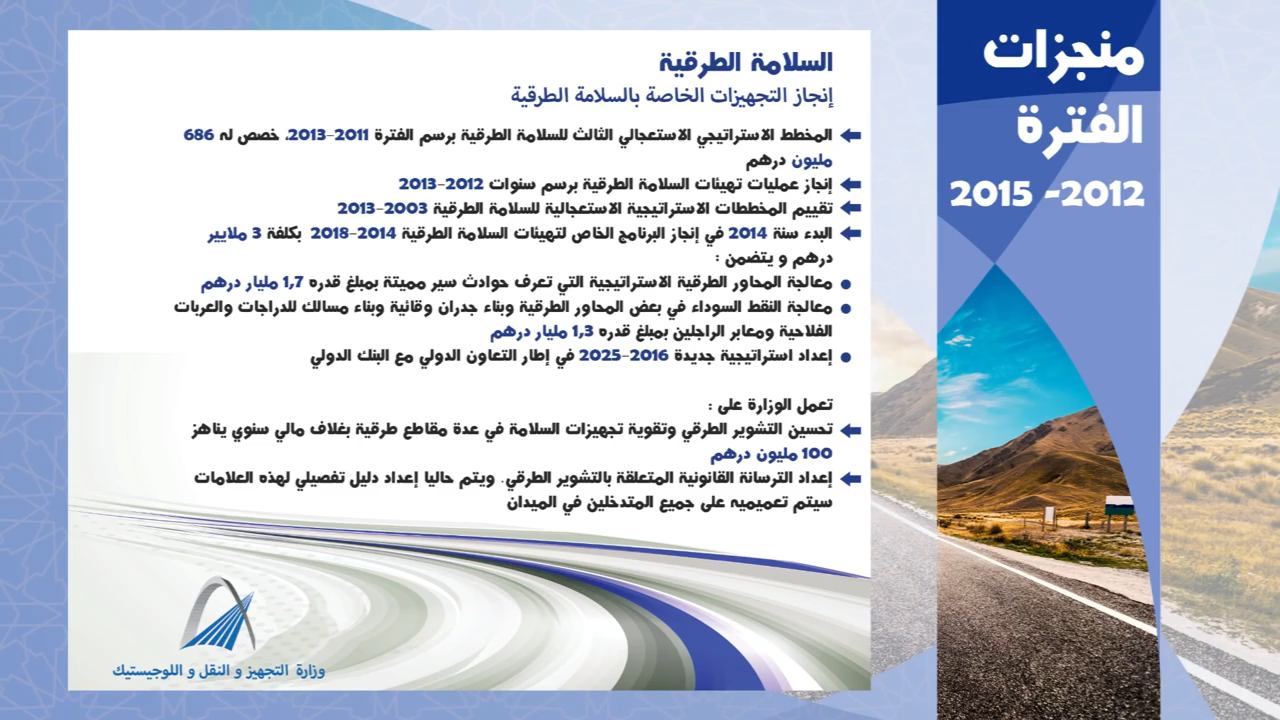 منجزات
الفترة
2012- 2015
السلامة الطرقية
إنجاز التجهيزات الخاصة بالسلامة الطرقية
المخطط الاستراتيجي الاستعجالي الثالث للسلامة الطرقية برسم الفترة 2011-2013، خصص له 686
مليون درهم
إنجاز عمليات تهيئات السلامة الطرقية برسم سنوات 2012-2013
تقييم المخططات الاستراتيجية الاستعجالية للسلامة الطرقية 2003-2013
البدء سنة 2014 في إنجاز البرنامج الخاص لتهيئات السلامة الطرقية 2014-2018 بكلفة 3 ملايير
درهم و يتضمن :
معالجة المحاور الطرقية الاستراتيجية التي تعرف حوادث سير مميتة بمبلغ قدره 1,7 مليار درهم
معالجة النقط السوداء في بعض المحاور الطرقية وبناء جدران وقائية وبناء مسالك للدراجات والعربات
الفلاحية ومعابر الراجلين بمبلغ قدره 1,3 مليار درهم
إعداد استراتيجية جديدة 2016-2025 في إطار التعاون الدولي مع البنك الدولي
تعمل الوزارة على :
تحسين التشوير الطرقي وتقوية تجهيزات السلامة في عدة مقاطع طرقية بغلاف مالي سنوي يناهز
100 مليون درهم
إعداد الترسانة القانونية المتعلقة بالتشوير الطرقي. ويتم حاليا إعداد دليل تفصيلي لهذه العلامات
سيتم تعميميه على جميع المتدخلين في الميدان
وزارة التجهيز و النقل و اللوجيستيك